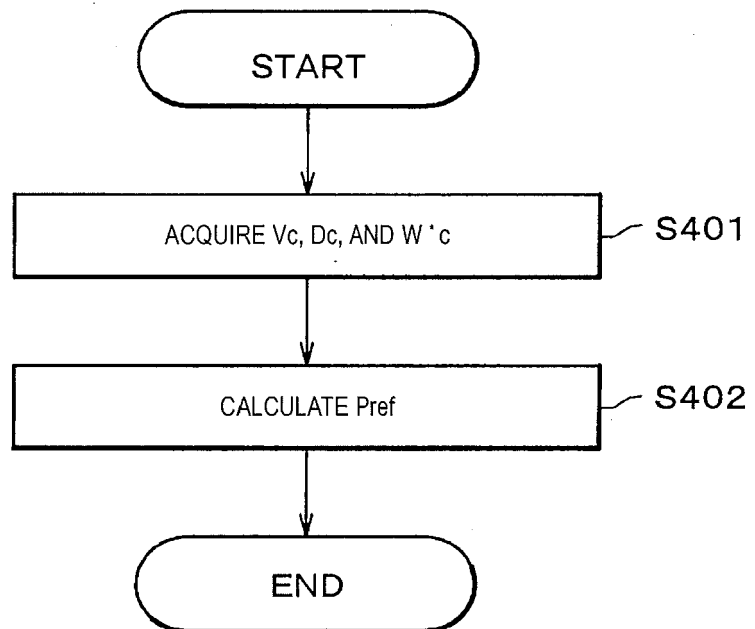 START
ACQUIRE Vc, Dc, AND W * c
S401
CALCULATE Pref
S402
END